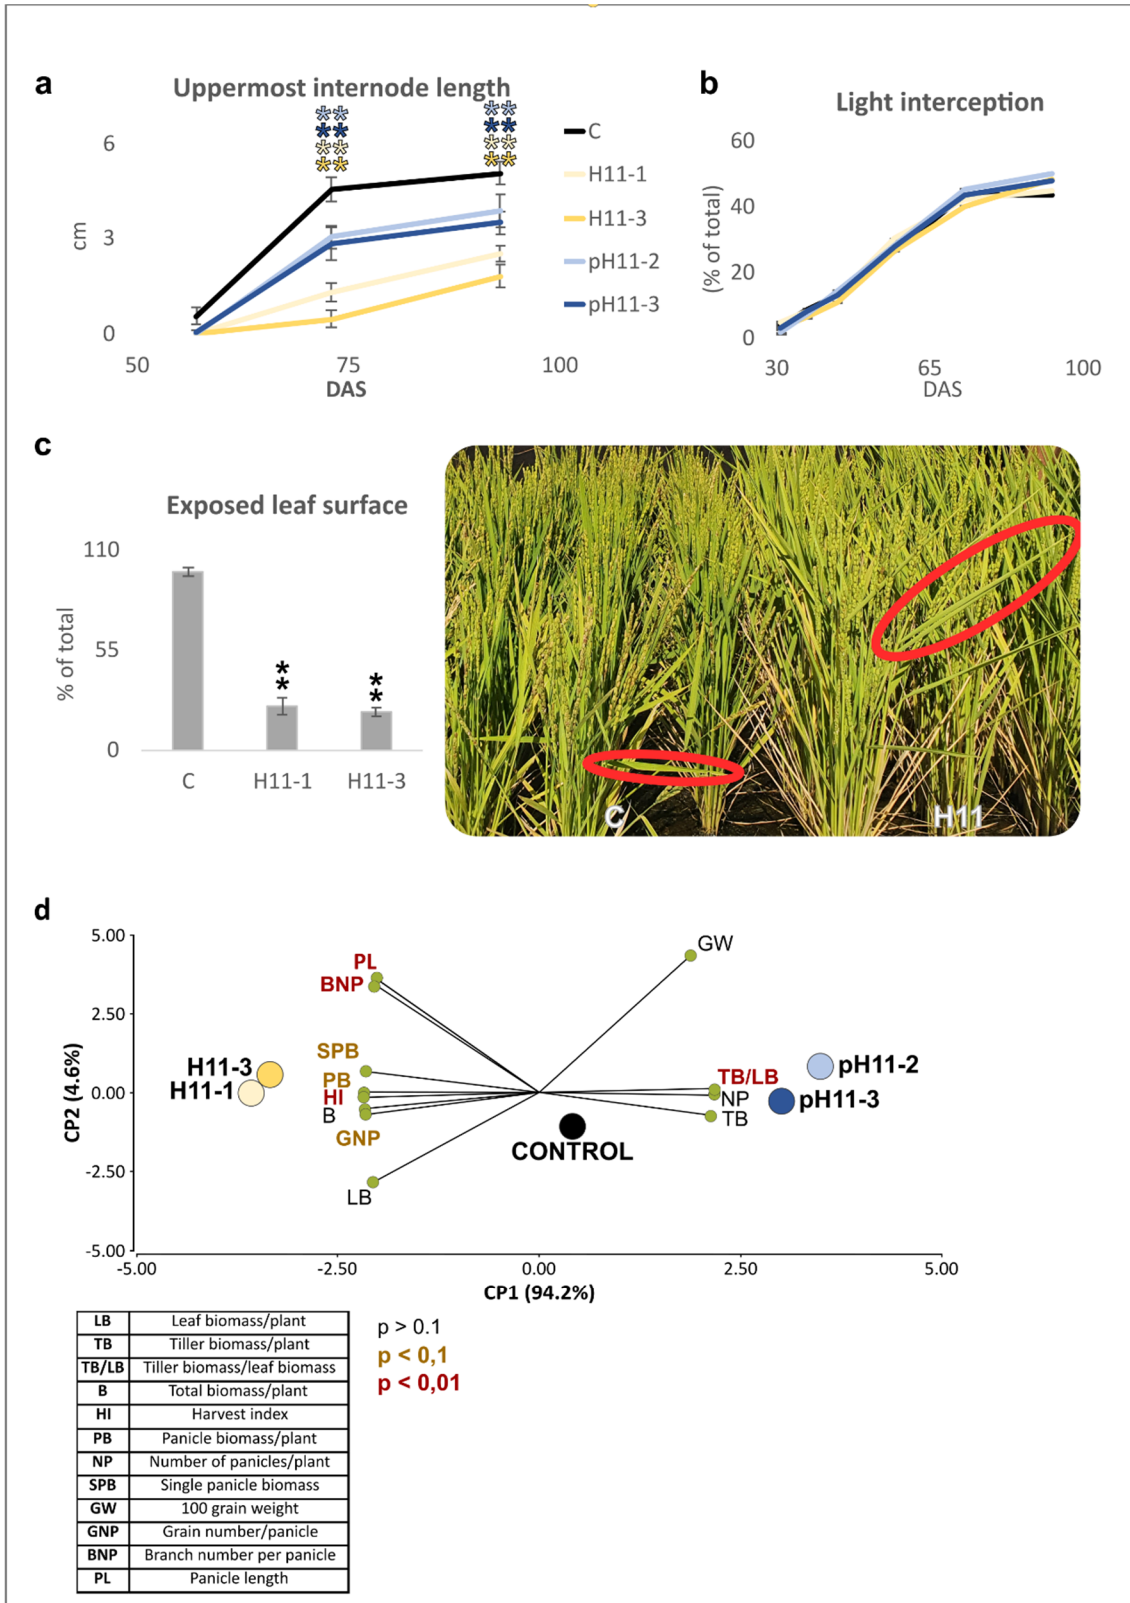 a
Uppermost internode length
** **
** **
** **
** **
6
3
0
cm
50 75 100
DAS
C
H11-1
H11-3
pH11-2
pH11-3
b
Light interception
60
40
20
0
(% of total)
30 65 100
DAS
c
Exposed leaf surface
110
55
0
% of total
**
**
C H11-1 H11-3
C
H11
d
5.00
2.50
0.00
-2.50
-5.00
CP2 (4.6%)
GW
PL
BNP
SPB
PB
HI
B
GNP
LB
H11-3
H11-1
CONTROL
TB/LB
NP
TB
pH11-2
pH11-3
-5.00 -2.50 0.00 2.50 5.00
CP1 (94.2%)
LB Leaf biomass/plant
TB Tiller biomass/plant
TB/LB Tiller biomass/leaf biomass
B Total biomass/plant
HI Harvest index
PB Panicle biomass/plant
NP Number of panicles/plant
SPB Single panicle biomass
GW 100 grain weight
GNP Grain number/panicle
BNP Branch number per panicle
PL Panicle length
p > 0.1
p < 0,1
p < 0,01